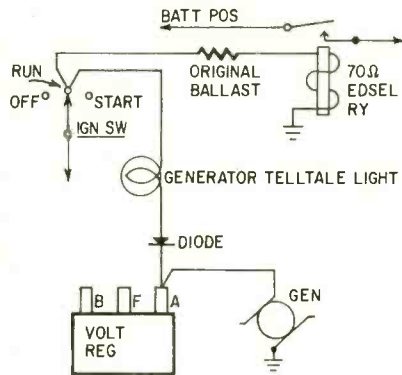 BATT POS
RUN
OFF
START
IGN SW
ORIGINAL
BALLAST
70Ω
EDSEL
RY
GENERATOR TELLTALE LIGHT
DIODE
B F A
VOLT
REG
GEN